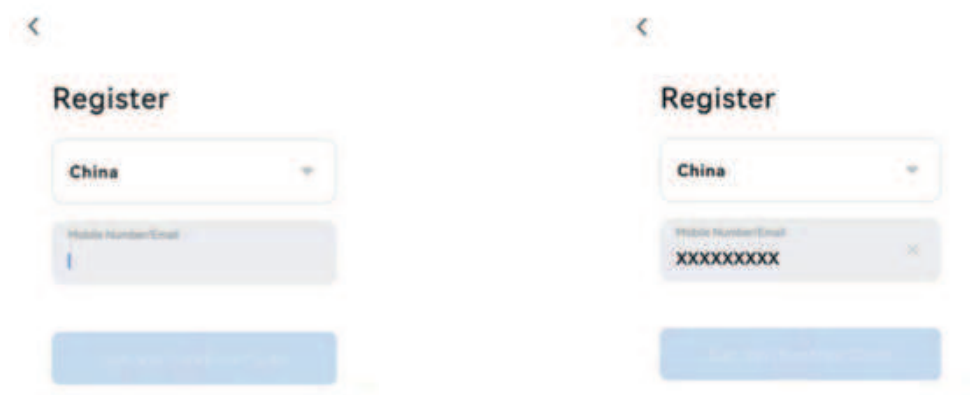 Register
China
Mobile Number/Email
Register
China
Mobile Number/Email
XXXXXXXXX